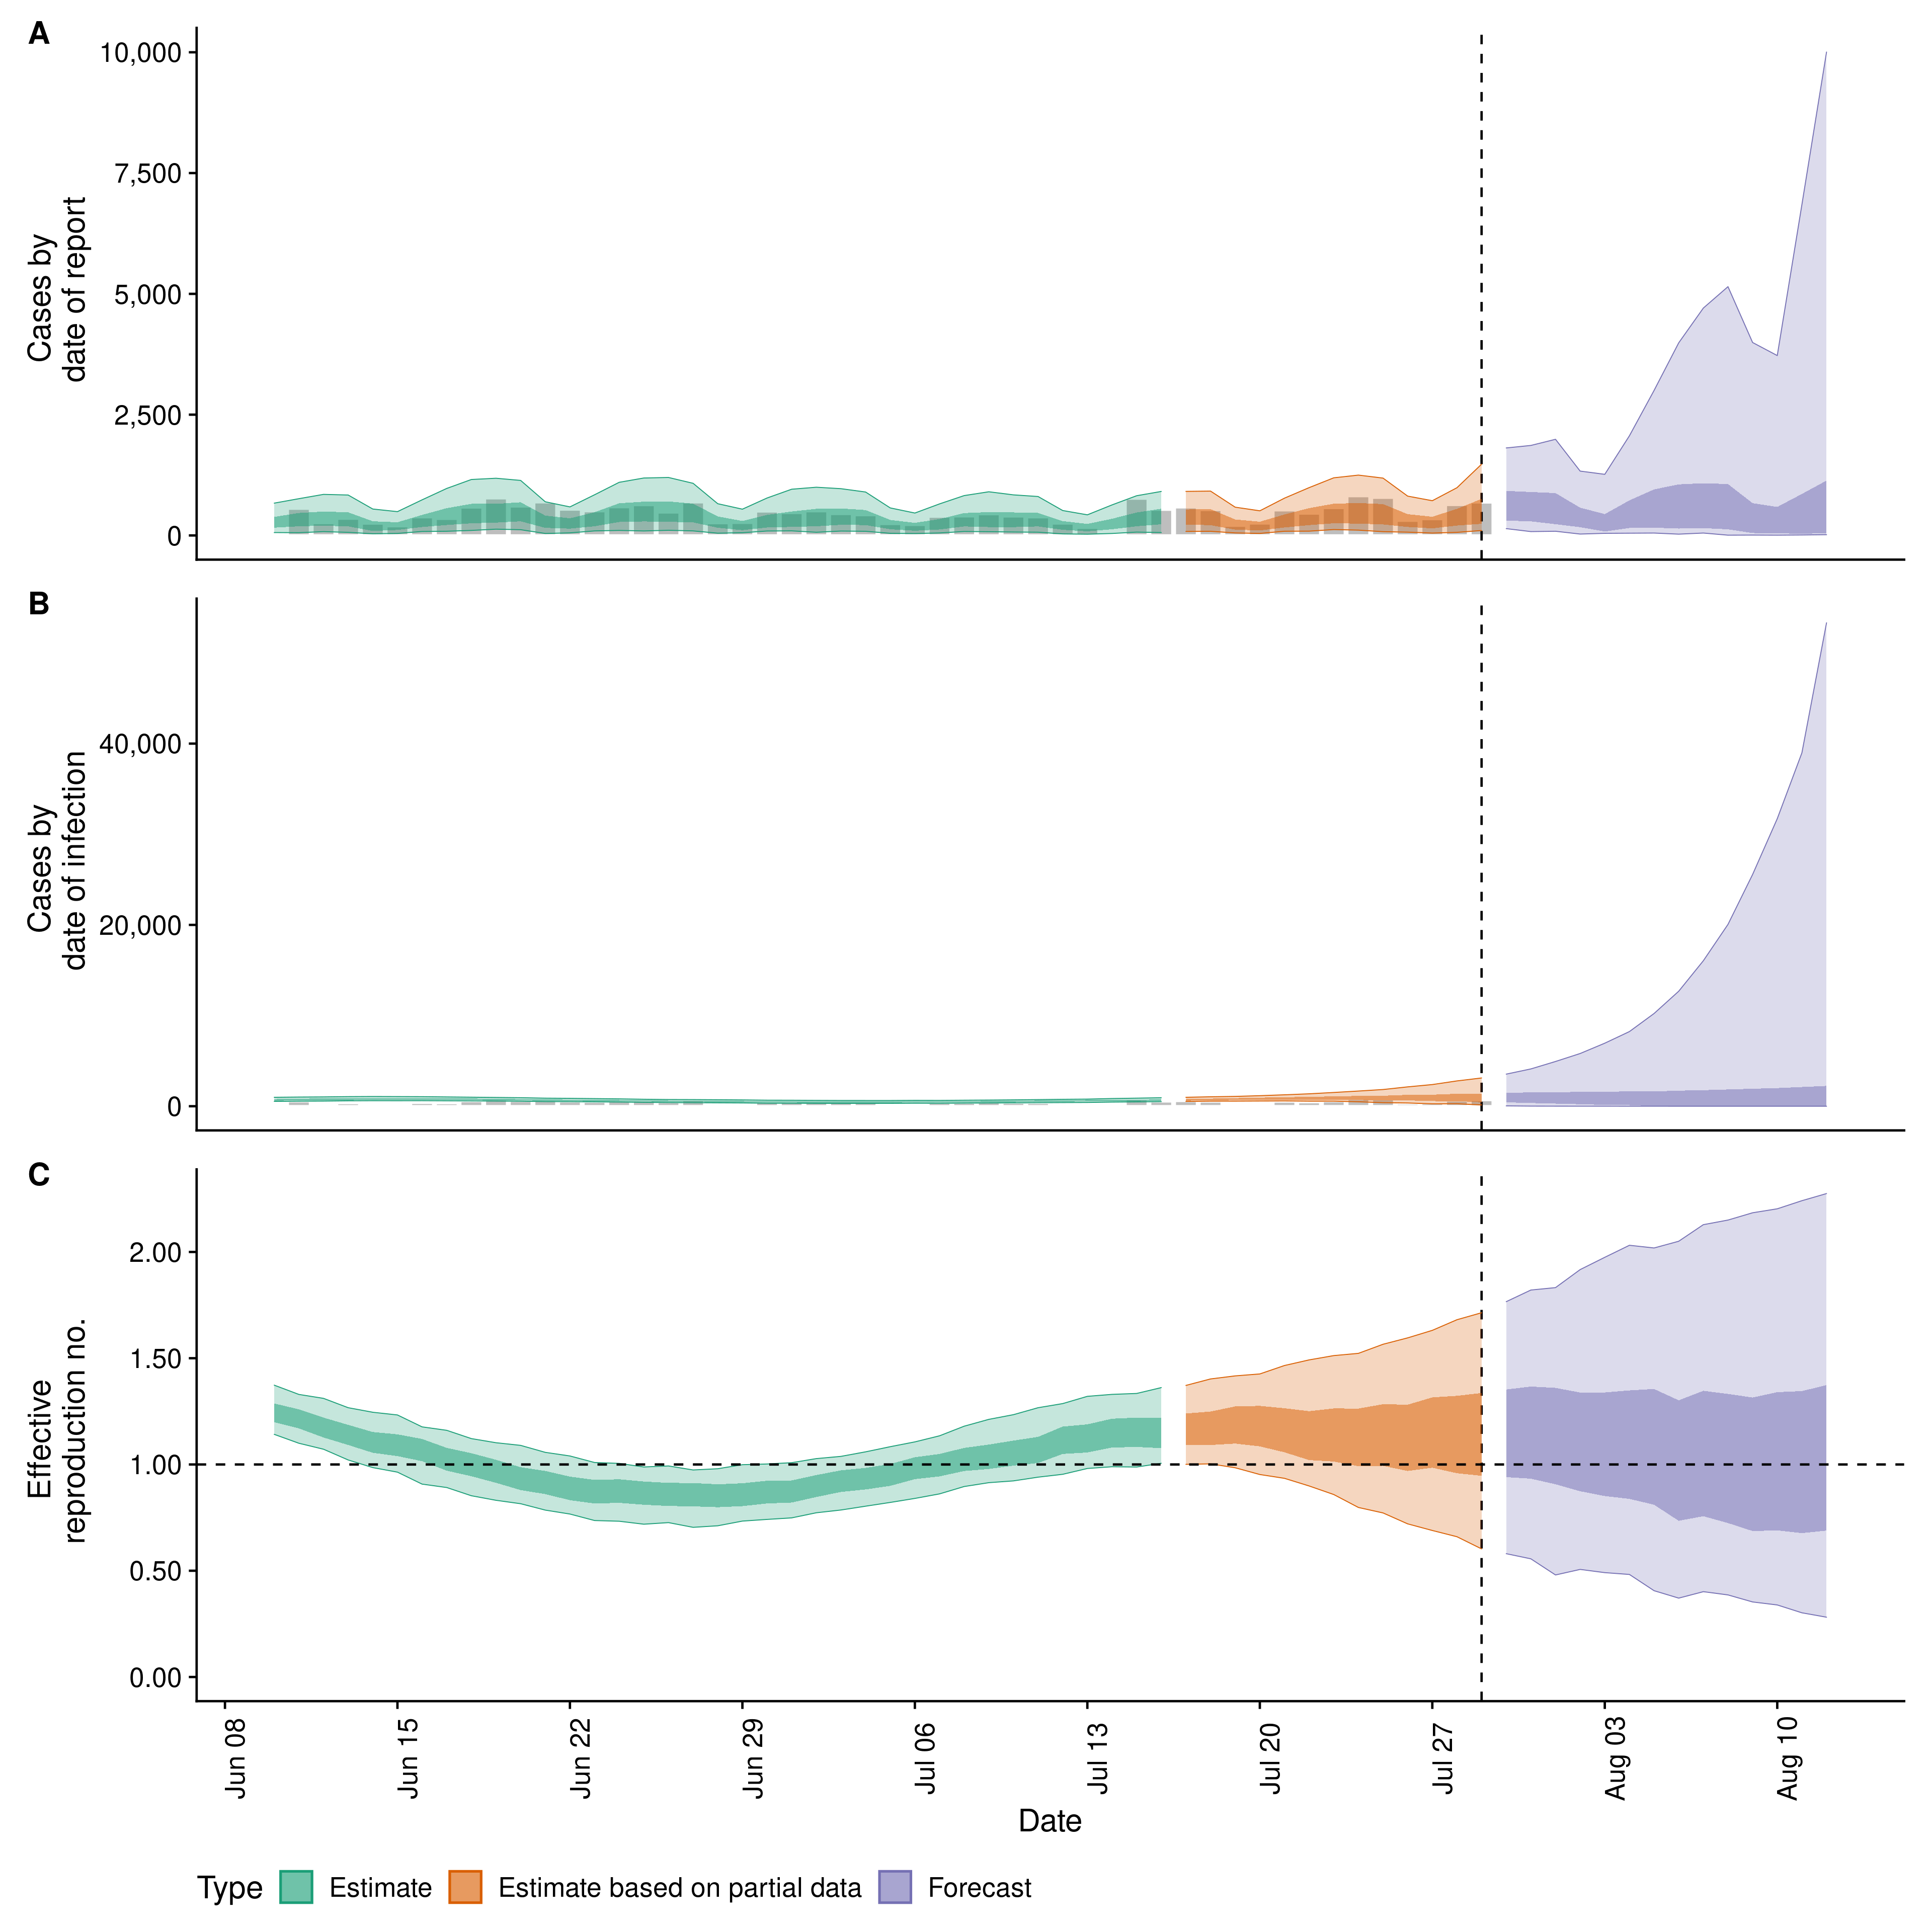 A
10,000
7,500
5,000
2,500
0
Cases by
date of report
B
40,000
20,000
0
Cases by
date of infection
C
2.00
1.50
1.00
0.50
0.00
Effective
reproduction no.
Jun 08
Jun 15
Jun 22
Jun 29
Jul 06
Jul 13
Jul 20
Jul 27
Aug 03
Aug 10
Date
Type Estimate Estimate based on partial data Forecast